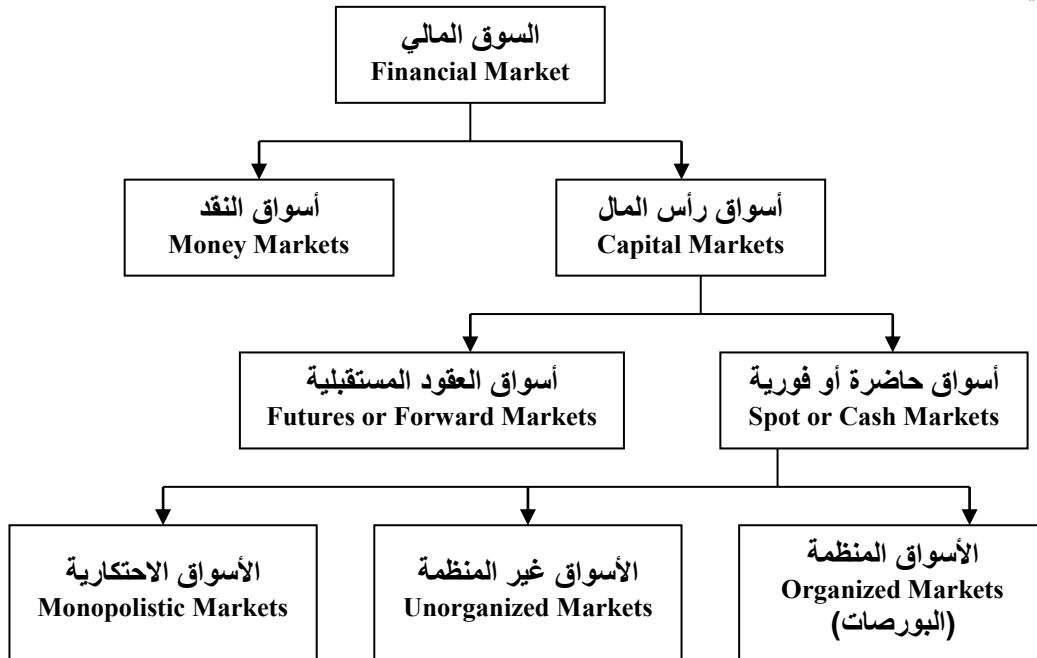 السوق المالي
Financial Market
أسواق النقد
Money Markets
أسواق رأس المال
Capital Markets
أسواق العقود المستقبلية
Futures or Forward Markets
أسواق حاضرة أو فورية
Spot or Cash Markets
الأسواق الاحتكارية
Monopolistic Markets
الأسواق غير المنظمة
Unorganized Markets
الأسواق المنظمة
Organized Markets
(البورصات)